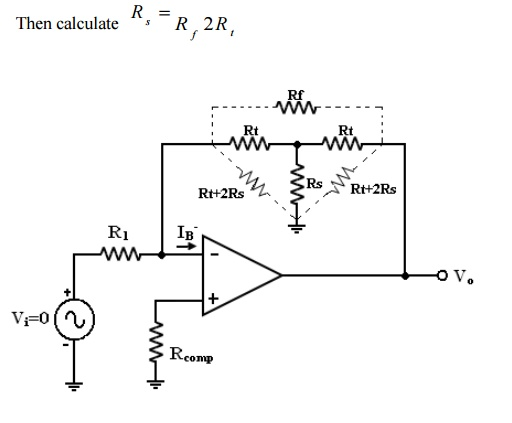 Then calculate R_s = R_f 2R_t
Rf
Rt Rt
Rt+2Rs Rs Rt+2Rs
R1 IB-
-
+ Vo
Vi=0
+
-
Rcomp